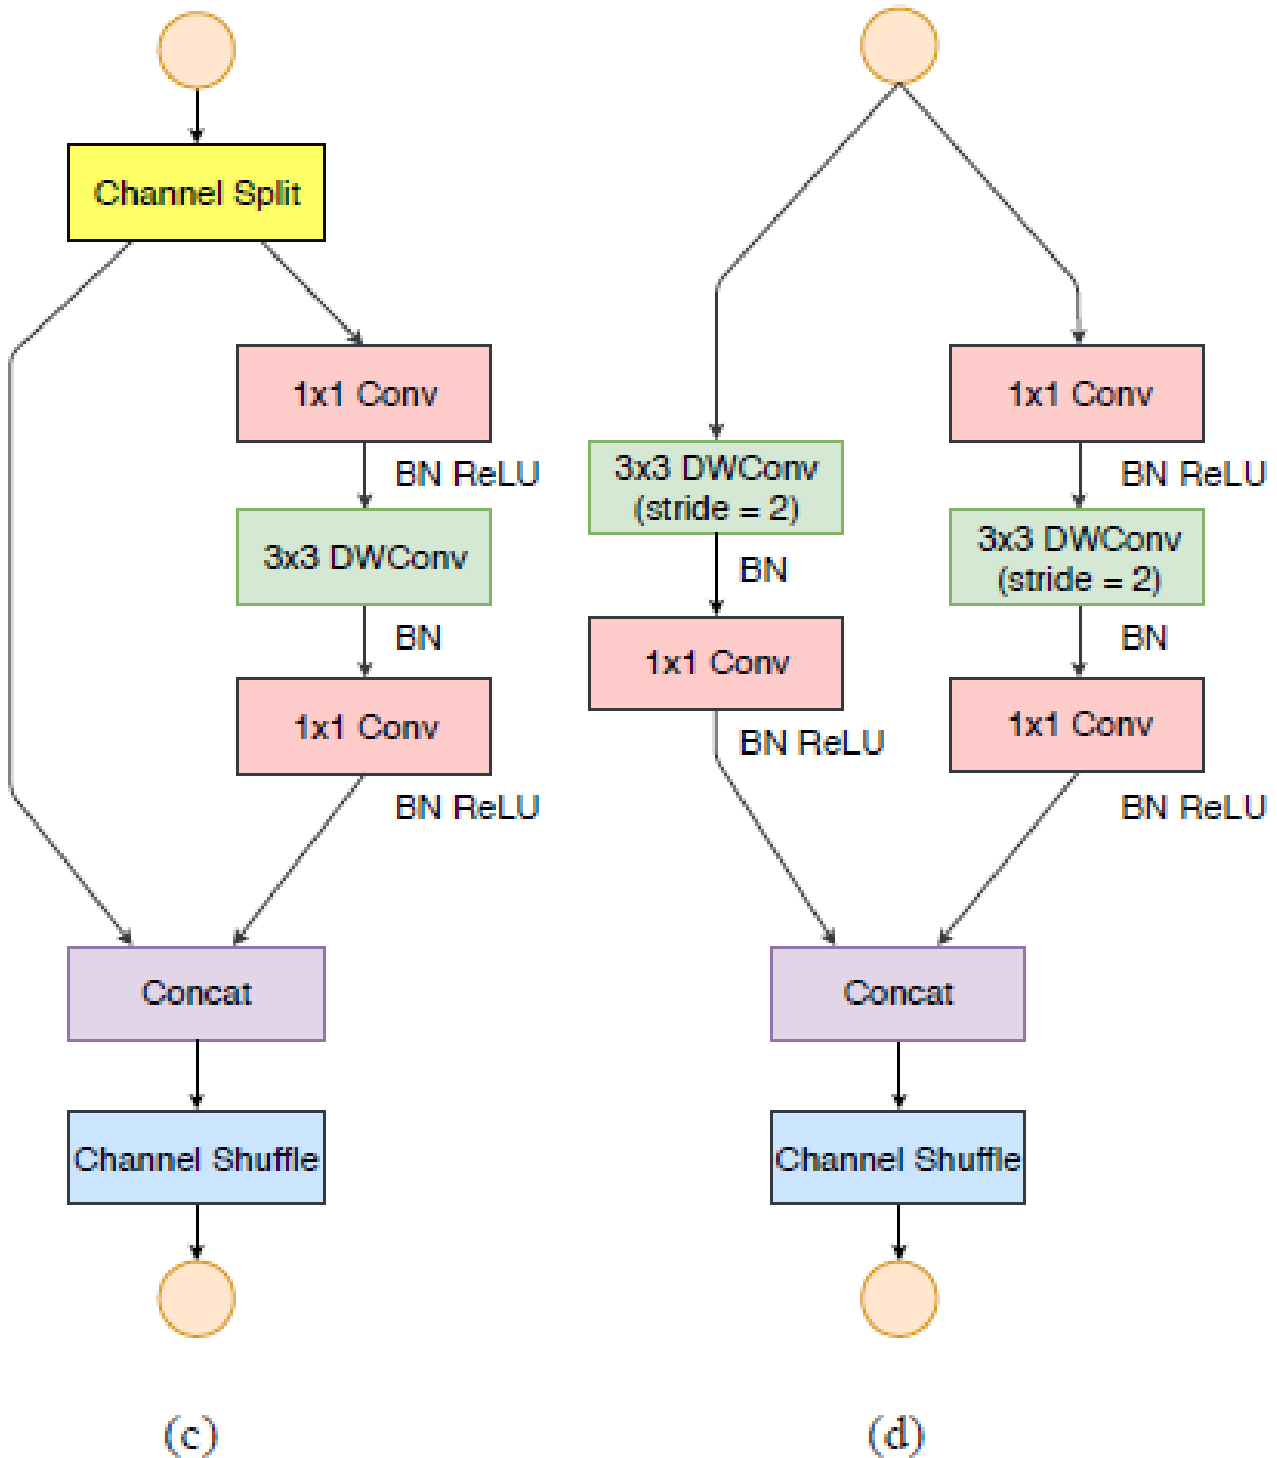 Channel Split
1x1 Conv
BN ReLU
3x3 DWConv
BN
1x1 Conv
BN ReLU
Concat
Channel Shuffle
(c)
3x3 DWConv
(stride = 2)
BN
1x1 Conv
BN ReLU
1x1 Conv
BN ReLU
3x3 DWConv
(stride = 2)
BN
1x1 Conv
BN ReLU
Concat
Channel Shuffle
(d)